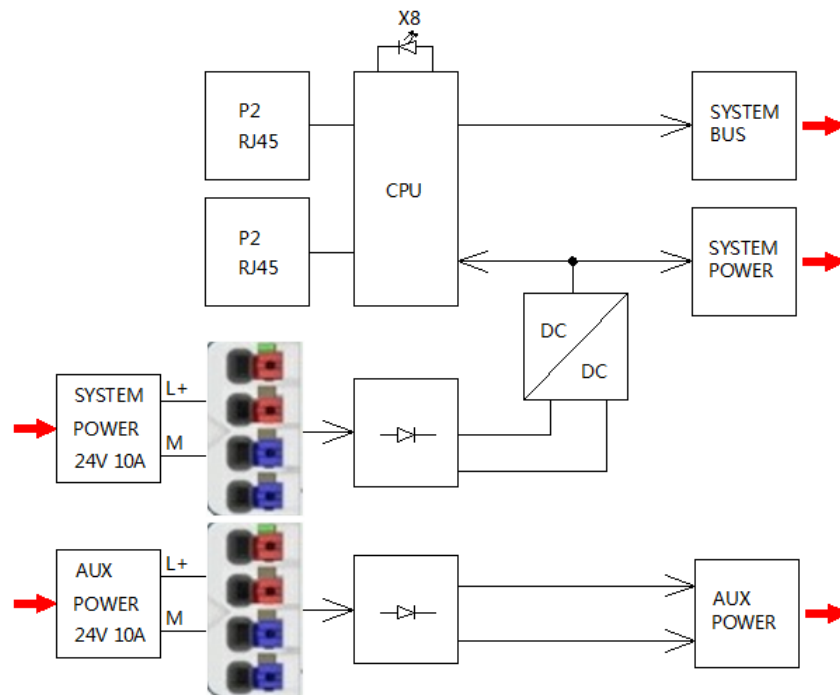 X8
P2
RJ45
CPU
SYSTEM
BUS
P2
RJ45
SYSTEM
POWER
DC
DC
SYSTEM
POWER
24V 10A
L+
M
AUX
POWER
24V 10A
L+
M
AUX
POWER